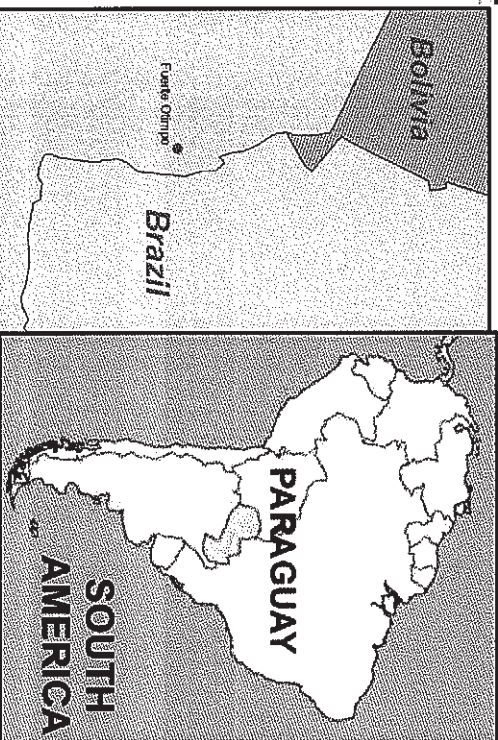 Bolivia
Fuerte Olimpo
Brazil
PARAGUAY
SOUTH
AMERICA